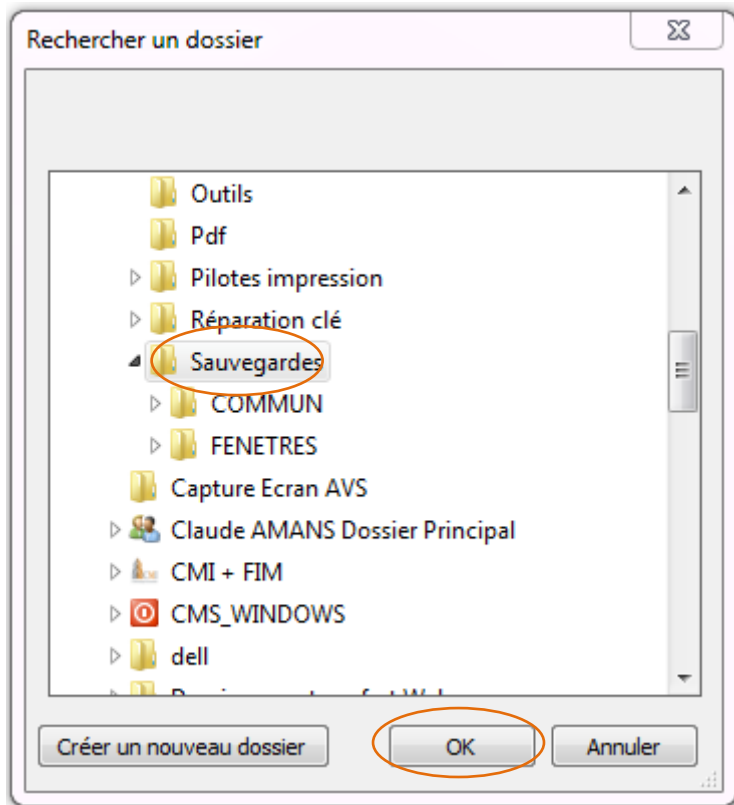 Rechercher un dossier
Outils
Pdf
Pilotes impression
Réparation clé
Sauvegardes
COMMUN
FENETRES
Capture Ecran AVS
Claude AMANS Dossier Principal
CMI + FIM
CMS_WINDOWS
dell
Créer un nouveau dossier OK Annuler